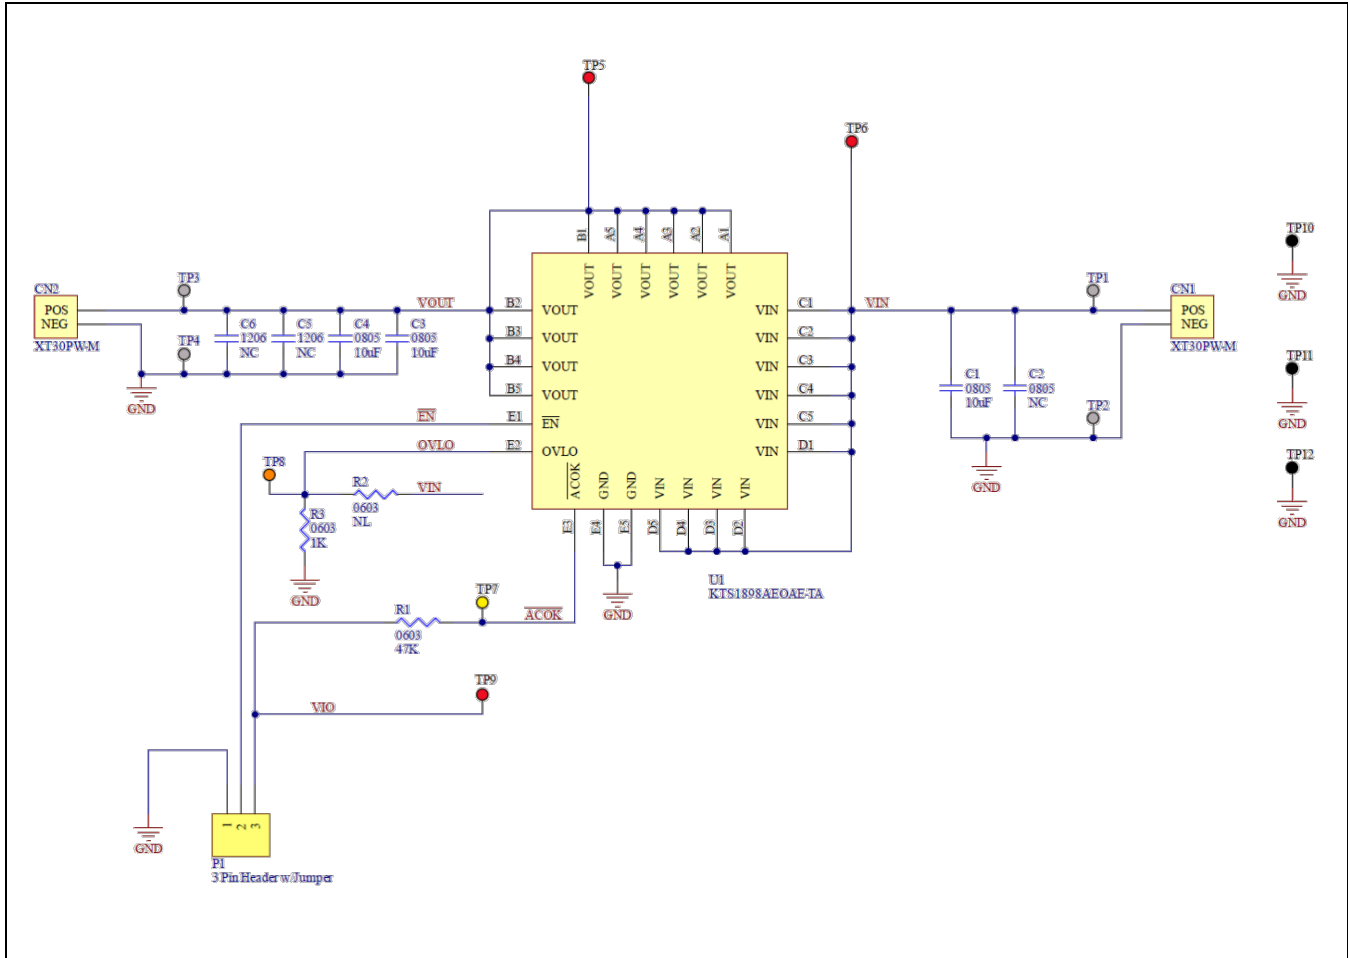 TP5
TP6
B1
A5
A4
A3
A2
A1
VOUT
VOUT
VOUT
VOUT
VOUT
VOUT
TP10
GND
CN2
POS
NEG
XT30PW-M
TP3
TP4
GND
C6
1206
NC
C5
1206
NC
C4
0805
10uF
C3
0805
10uF
VOUT
B2
B3
B4
B5
VOUT
VOUT
VOUT
VOUT
EN
E1
EN
OVLO
E2
OVLO
VIN
VIN
VIN
VIN
VIN
VIN
C1
C2
C3
C4
C5
D1
VIN
C1
0805
10uF
C2
0805
NC
TP1
TP2
GND
CN1
POS
NEG
XT30PW-M
TP11
GND
TP12
GND
TP8
R2
0603
NL
VIN
R3
0603
1K
GND
ACOK
GND
GND
VIN
VIN
VIN
VIN
E3
E4
E5
D5
D4
D3
D2
GND
U1
KTS1898AEOAE-TA
R1
0603
47K
TP7
ACOK
TP9
VIO
GND
1
2
3
P1
3 Pin Header w/Jumper